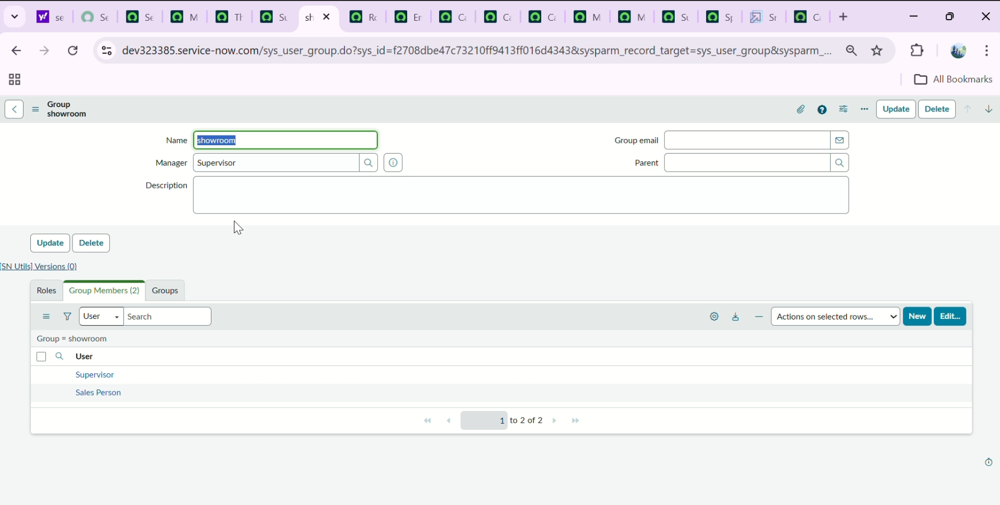 se
Se
Se
M
Th
Su
sh
Ro
En
Ca
Ca
Ca
M
M
Su
Sp
Sr
Ca
dev323385.service-now.com/sys_user_group.do?sys_id=f2708dbe47c73210ff9413ff016d4343&sysparm_record_target=sys_user_group&sysparm_...
All Bookmarks
Group
showroom
Update Delete
Name showroom
Group email
Manager Supervisor
Parent
Description
Update Delete
[SN Utils] Versions (0)
Roles Group Members (2) Groups
User Search
Actions on selected rows... New Edit...
Group = showroom
User
Supervisor
Sales Person
1 to 2 of 2